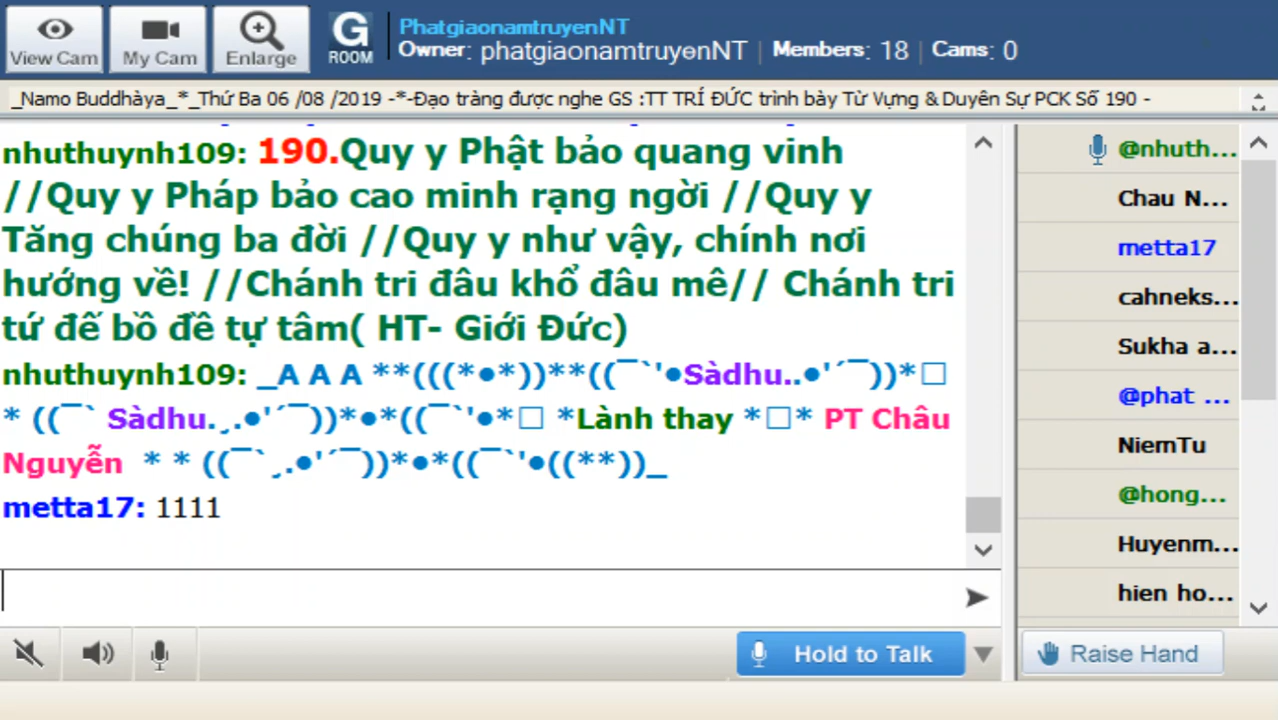 View Cam
My Cam
Enlarge
G
ROOM
PhatgiaonamtruyenNT
Owner: phatgiaonamtruyenNT | Members: 18 | Cams: 0
_Namo Buddhàya_*_Thứ Ba 06 /08 /2019 -*-Đạo tràng được nghe GS :TT TRÍ ĐỨC trình bày Từ Vựng & Duyên Sự PCK Số 190 -
nhuthuynh109: 190.Quy y Phật bảo quang vinh
//Quy y Pháp bảo cao minh rạng ngời //Quy y
Tăng chúng ba đời //Quy y như vậy, chính nơi
hướng về! //Chánh tri đâu khổ đâu mê// Chánh tri
tứ đế bồ đề tự tâm( HT- Giới Đức)
nhuthuynh109: _A A A **(((*●*))**((¯`'●Sàdhu..●'´¯))*□
* ((¯` Sàdhu.¸.●'´¯))*●*((¯`'●*□ *Lành thay *□* PT Châu
Nguyễn * * ((¯`¸.●'´¯))*●*((¯`'●((**))_
metta17: 1111
@nhuth...
Chau N...
metta17
cahneks...
Sukha a...
@phat ...
NiemTu
@hong...
Huyenm...
hien ho...
Hold to Talk
Raise Hand